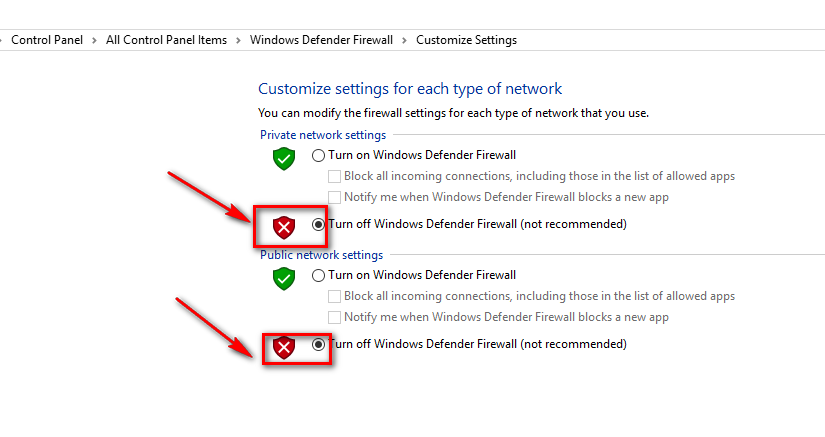 Control Panel > All Control Panel Items > Windows Defender Firewall > Customize Settings
Customize settings for each type of network
You can modify the firewall settings for each type of network that you use.
Private network settings
Turn on Windows Defender Firewall
Block all incoming connections, including those in the list of allowed apps
Notify me when Windows Defender Firewall blocks a new app
Turn off Windows Defender Firewall (not recommended)
Public network settings
Turn on Windows Defender Firewall
Block all incoming connections, including those in the list of allowed apps
Notify me when Windows Defender Firewall blocks a new app
Turn off Windows Defender Firewall (not recommended)